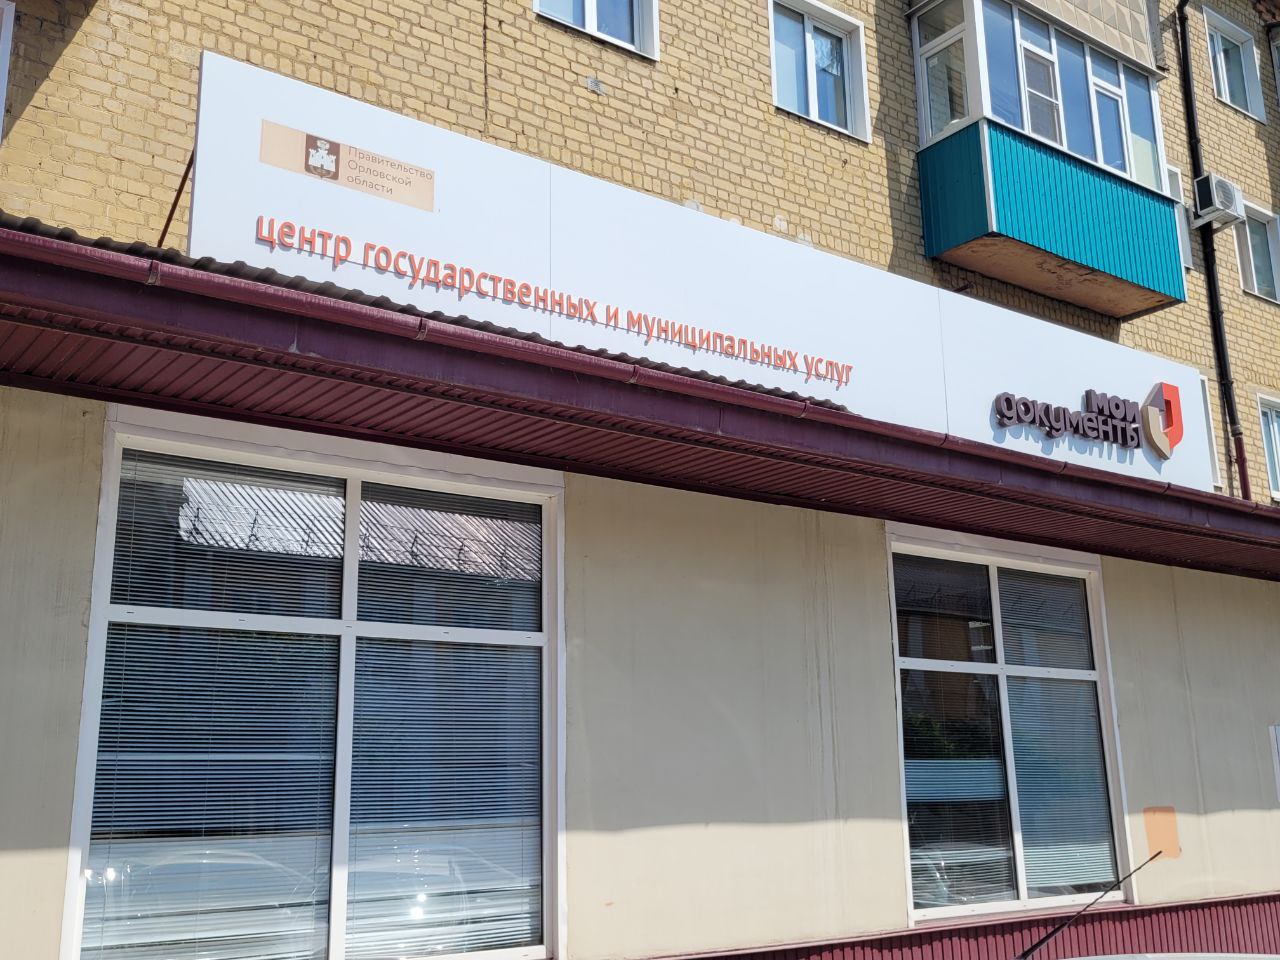 Правительство
Орловской
области
центр государственных и муниципальных услуг
мои
документы